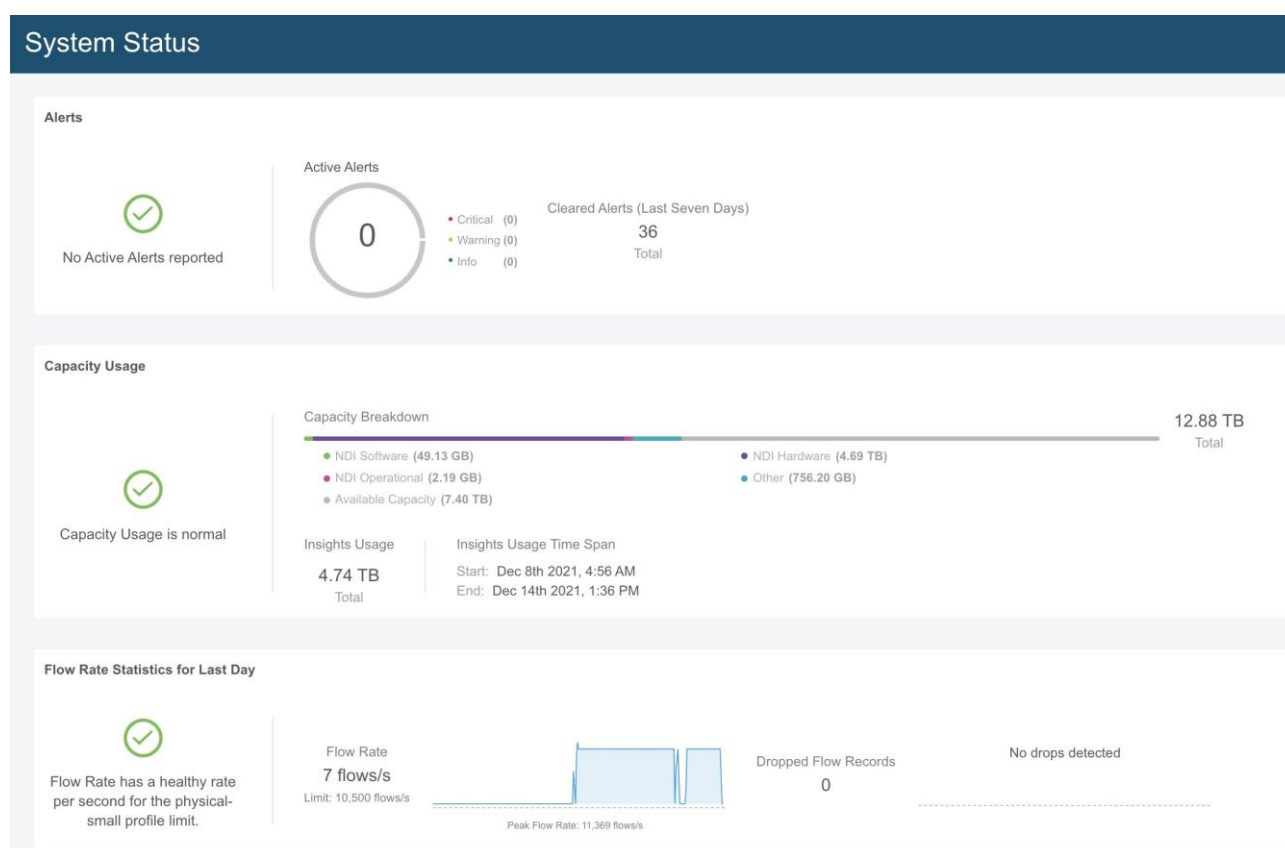 System Status
Alerts
No Active Alerts reported
Active Alerts
0
Critical (0)
Warning (0)
Info (0)
Cleared Alerts (Last Seven Days)
36
Total
Capacity Usage
Capacity Usage is normal
Capacity Breakdown
NDI Software (49.13 GB)
NDI Hardware (4.69 TB)
NDI Operational (2.19 GB)
Other (756.20 GB)
Available Capacity (7.40 TB)
12.88 TB
Total
Insights Usage
4.74 TB
Total
Insights Usage Time Span
Start: Dec 8th 2021, 4:56 AM
End: Dec 14th 2021, 1:36 PM
Flow Rate Statistics for Last Day
Flow Rate has a healthy rate
per second for the physical-
small profile limit.
Flow Rate
7 flows/s
Limit: 10,500 flows/s
Peak Flow Rate: 11,369 flows/s
Dropped Flow Records
0
No drops detected